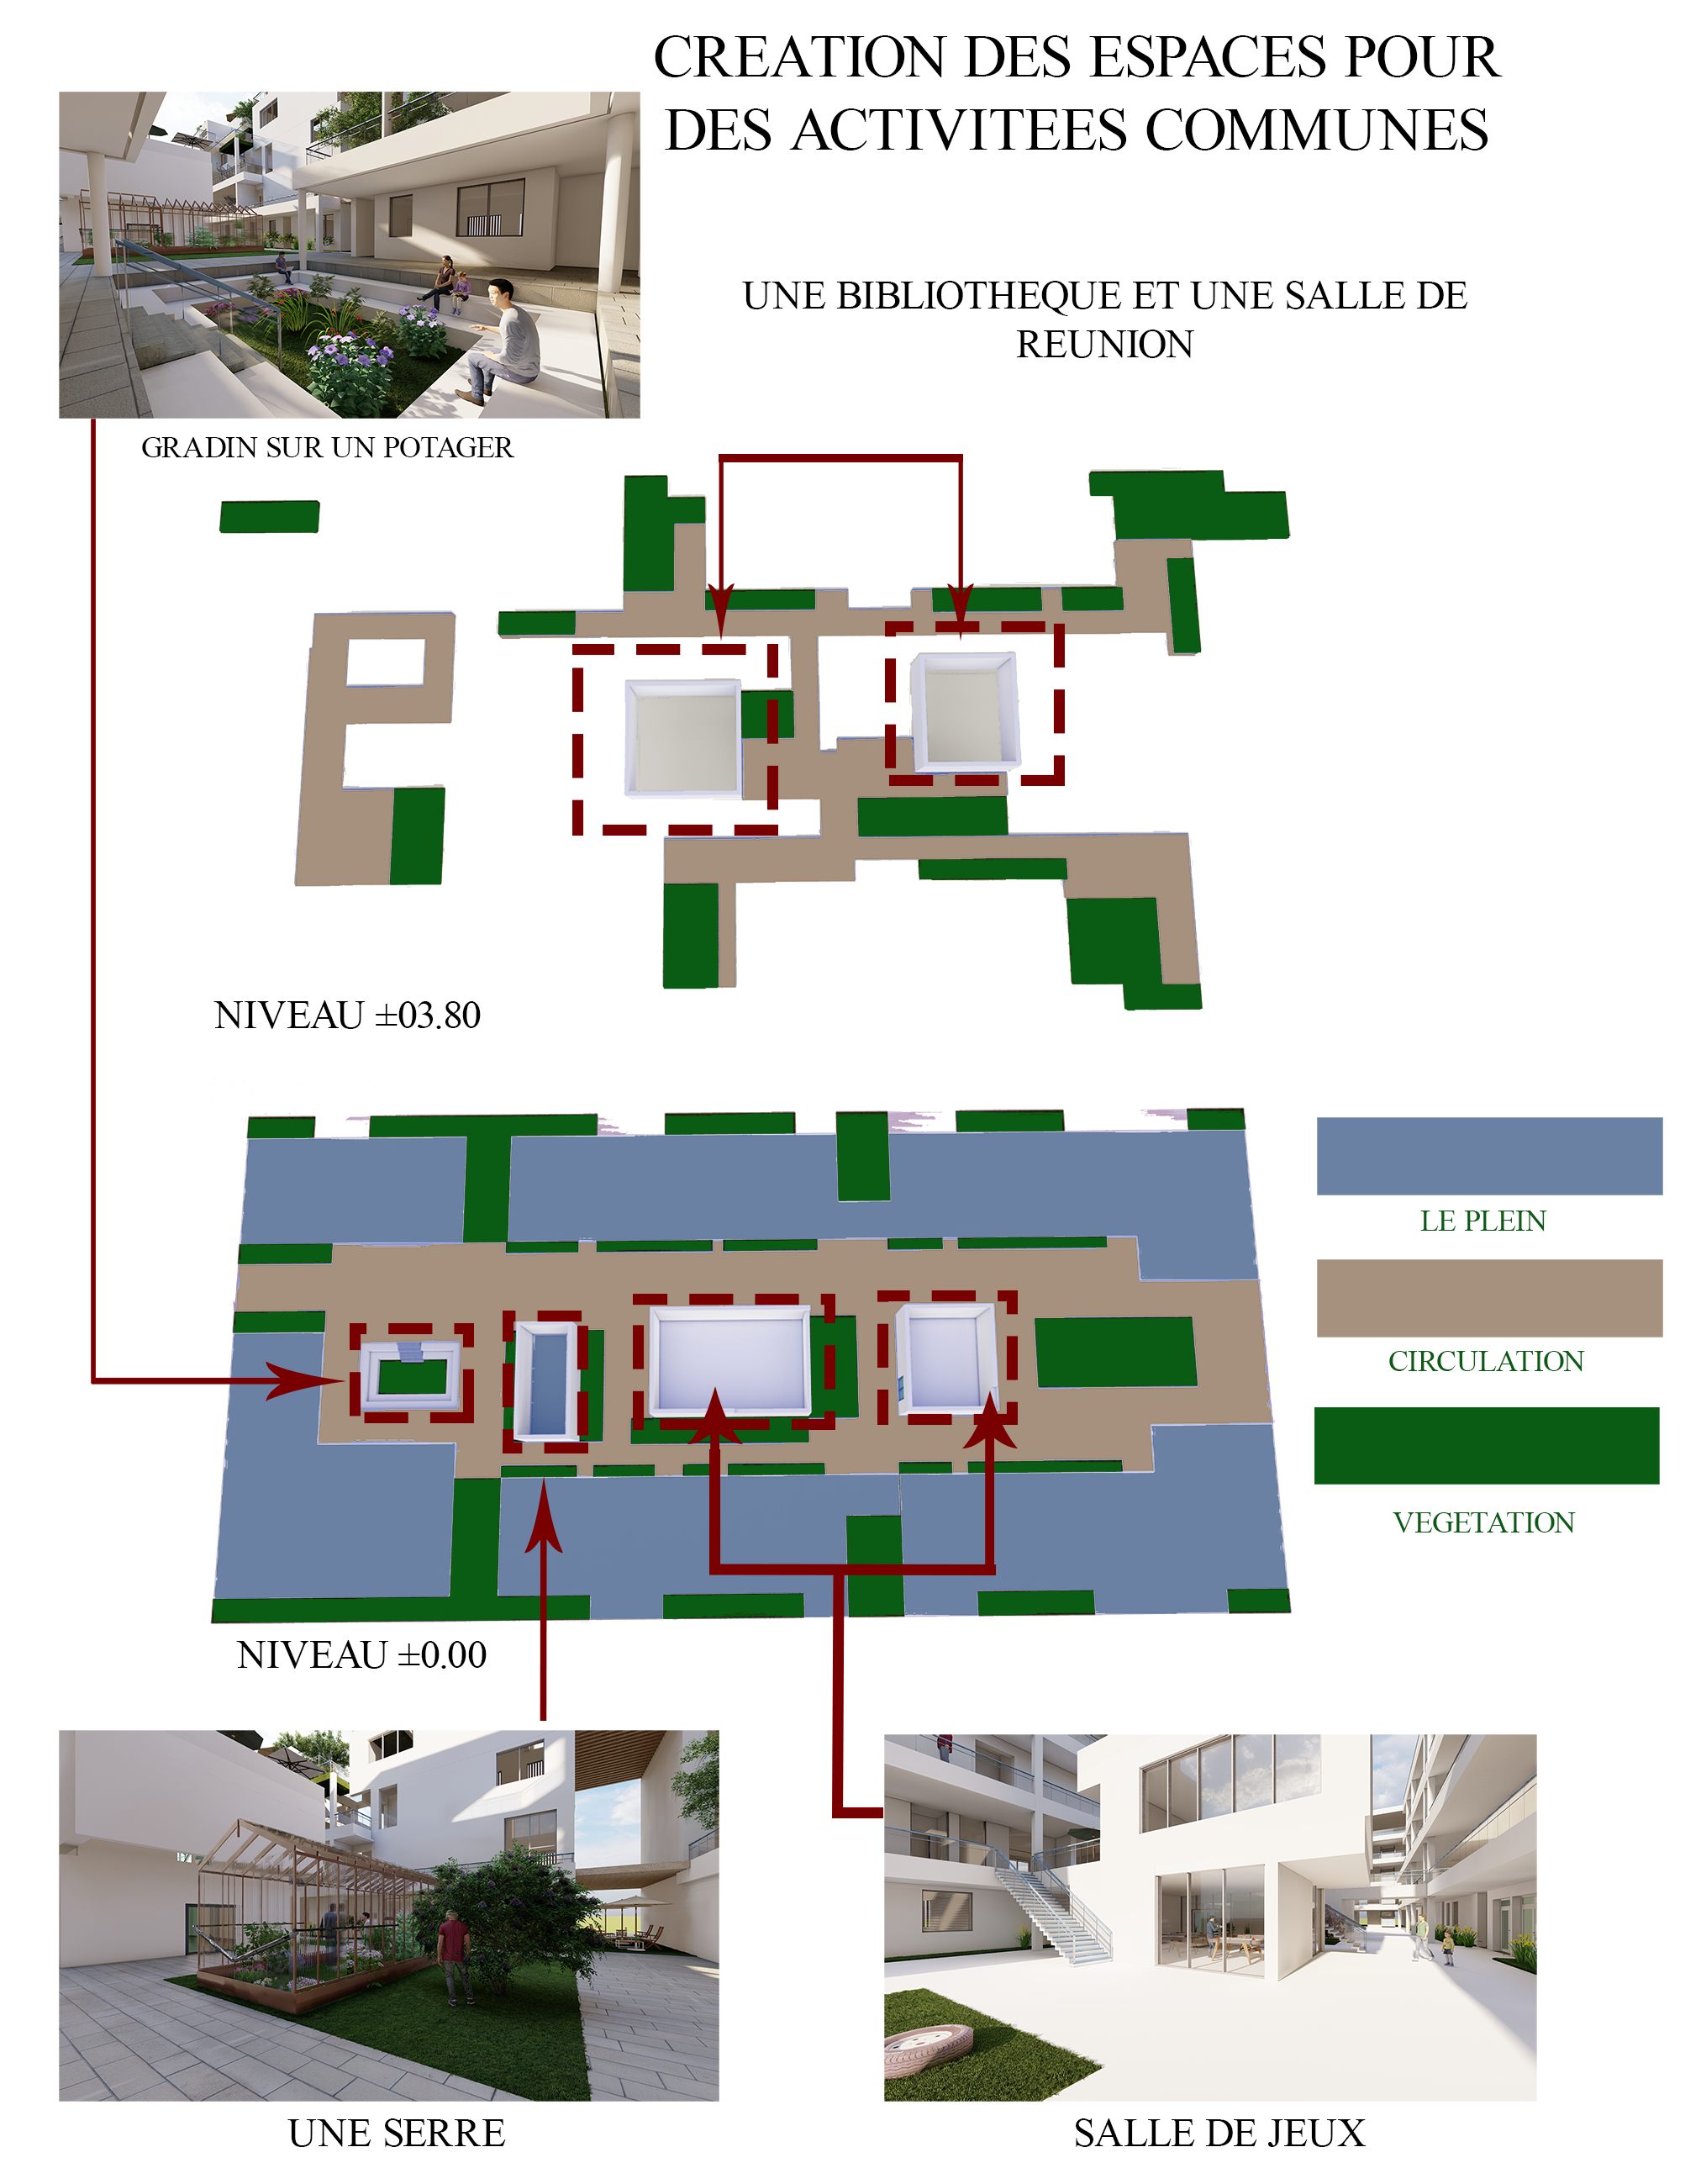 CREATION DES ESPACES POUR
DES ACTIVITEES COMMUNES
UNE BIBLIOTHEQUE ET UNE SALLE DE
REUNION
GRADIN SUR UN POTAGER
NIVEAU ±03.80
LE PLEIN
CIRCULATION
VEGETATION
NIVEAU ±0.00
UNE SERRE
SALLE DE JEUX